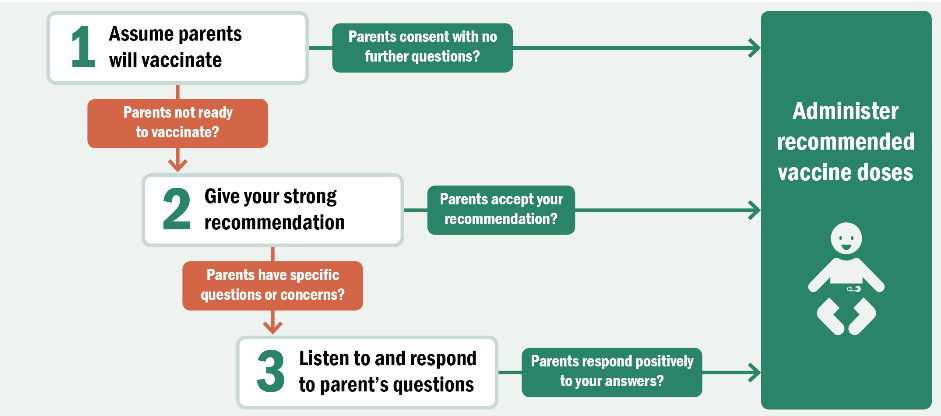 1
Assume parents
will vaccinate
Parents consent with no
further questions?
Parents not ready
to vaccinate?
2
Give your strong
recommendation
Parents accept your
recommendation?
Parents have specific
questions or concerns?
3
Listen to and respond
to parent’s questions
Parents respond positively
to your answers?
Administer
recommended
vaccine doses